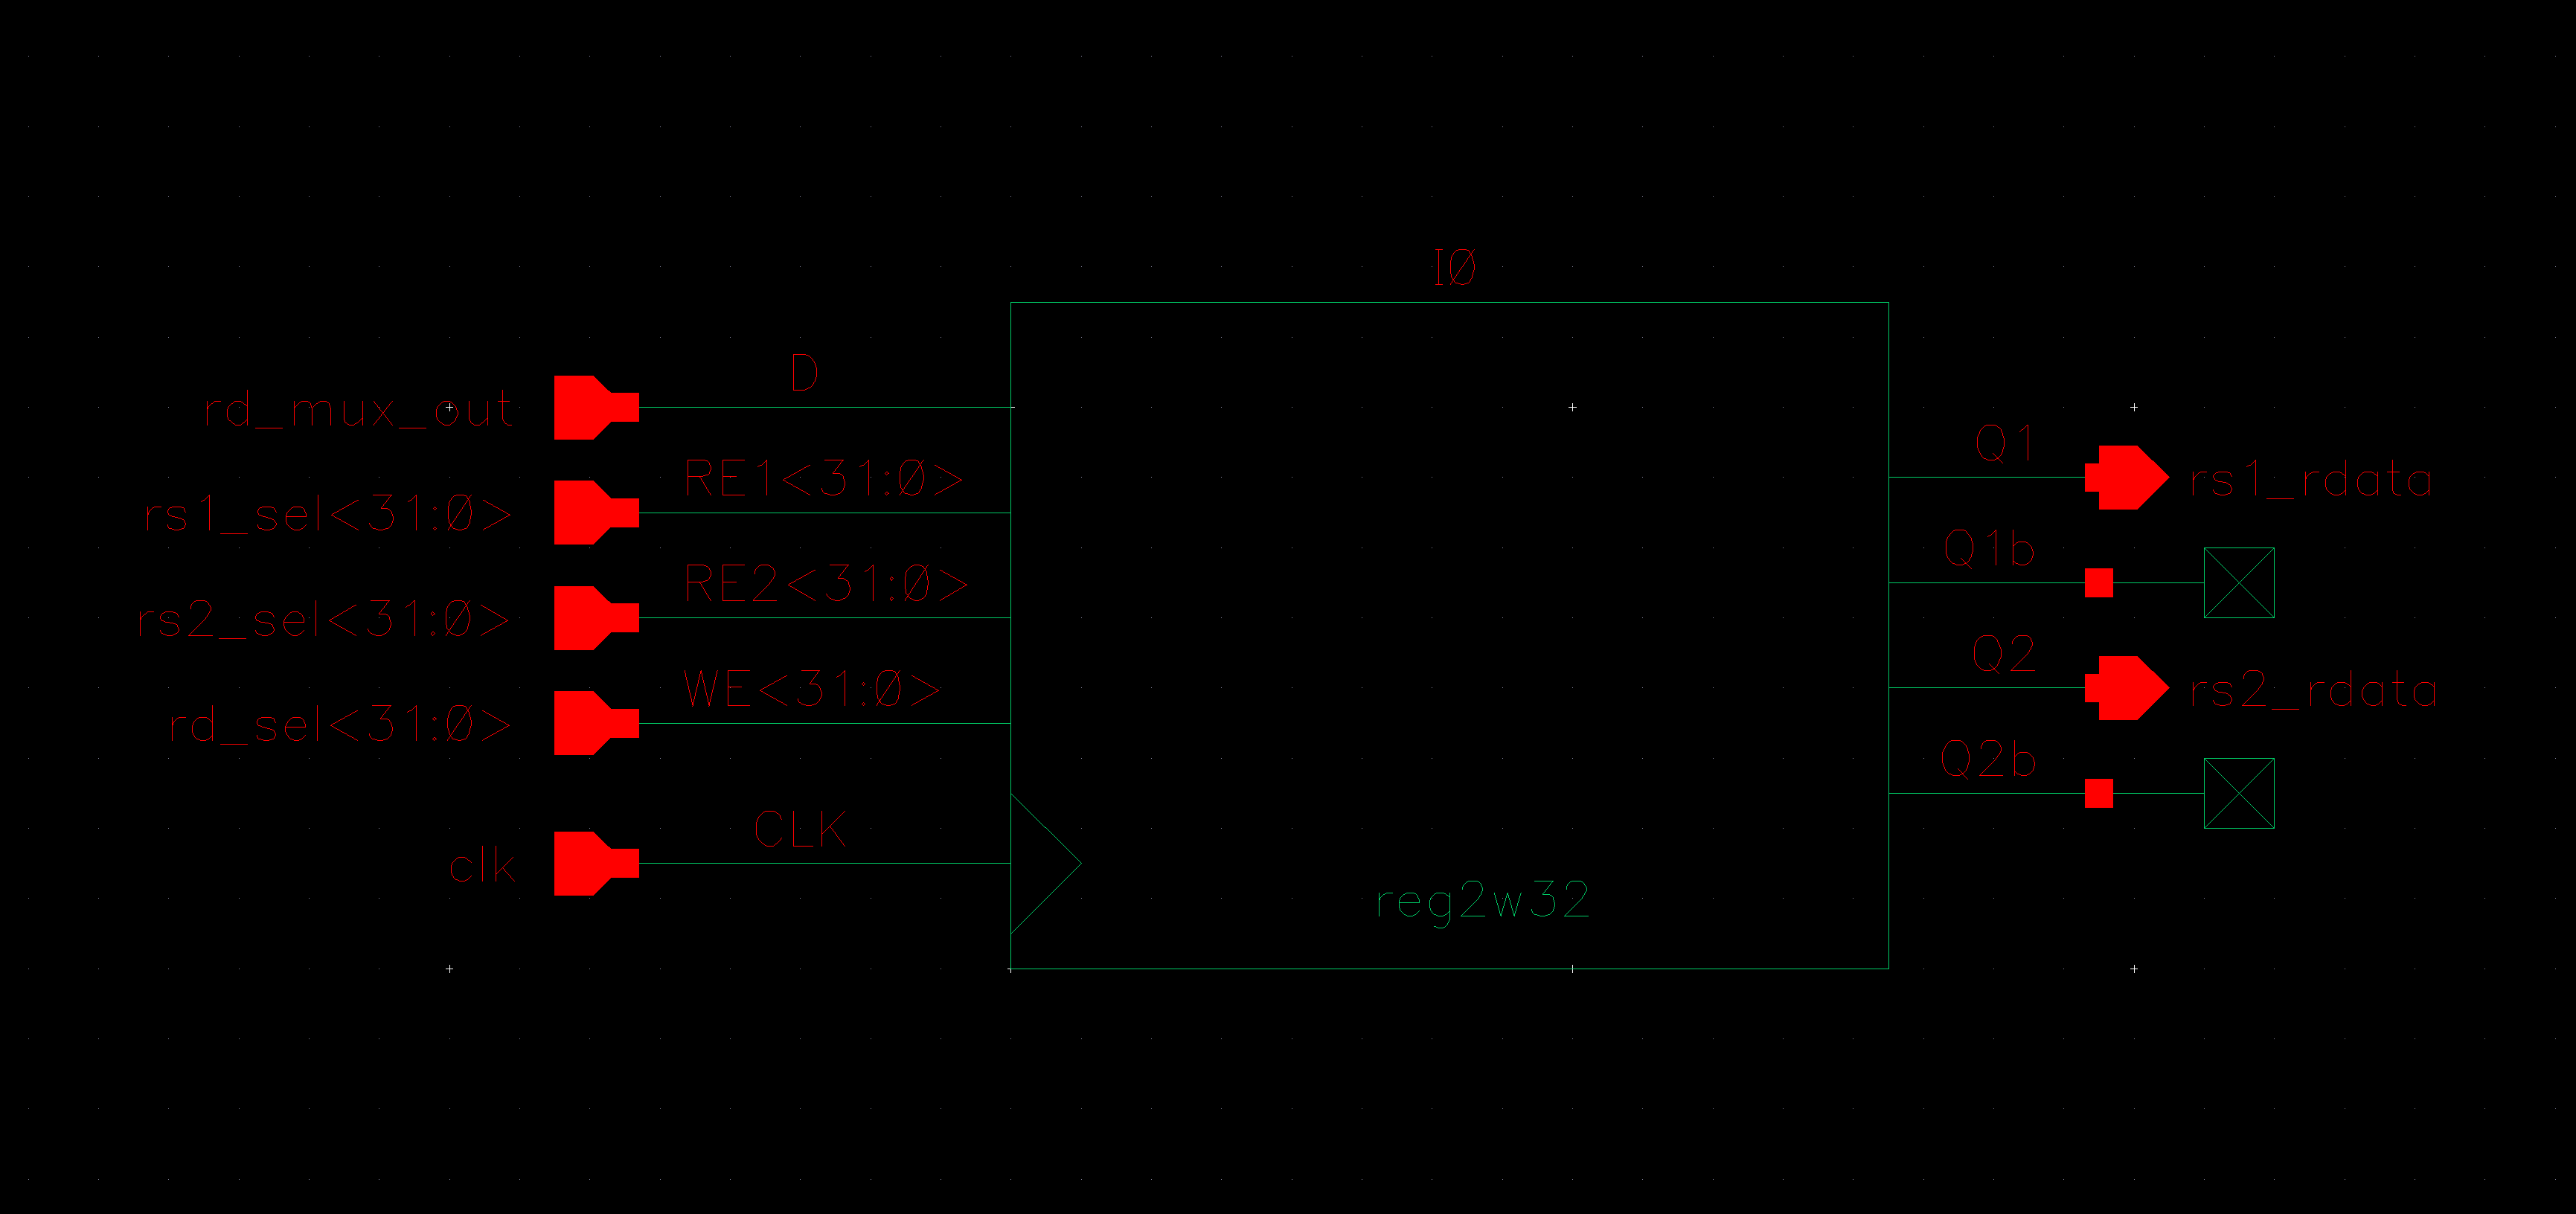 I0
rd_mux_out D
rs1_sel<31:0> RE1<31:0> Q1 rs1_rdata
rs2_sel<31:0> RE2<31:0> Q1b
rd_sel<31:0> WE<31:0> Q2 rs2_rdata
Q2b
clk CLK
reg2w32